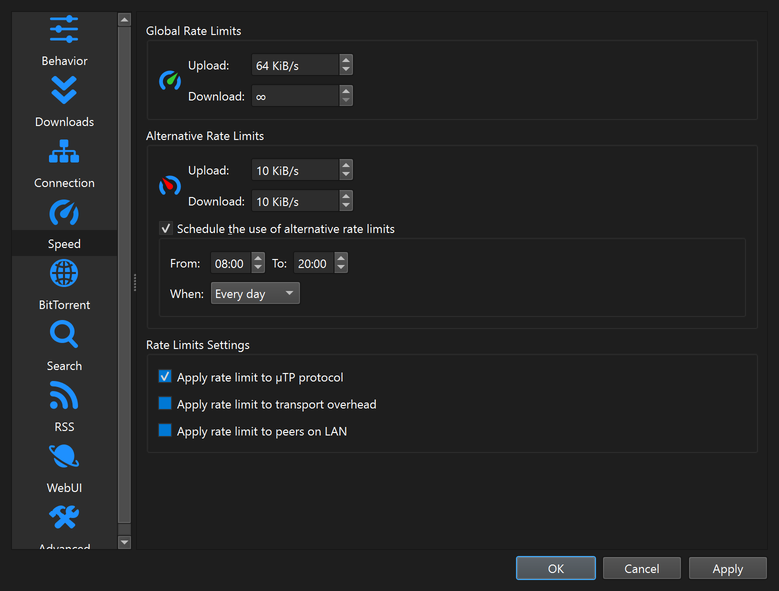 Behavior
Downloads
Connection
Speed
BitTorrent
Search
RSS
WebUI
Advanced
Global Rate Limits
Upload: 64 KiB/s
Download: ∞
Alternative Rate Limits
Upload: 10 KiB/s
Download: 10 KiB/s
Schedule the use of alternative rate limits
From: 08:00 To: 20:00
When: Every day
Rate Limits Settings
Apply rate limit to µTP protocol
Apply rate limit to transport overhead
Apply rate limit to peers on LAN
OK Cancel Apply